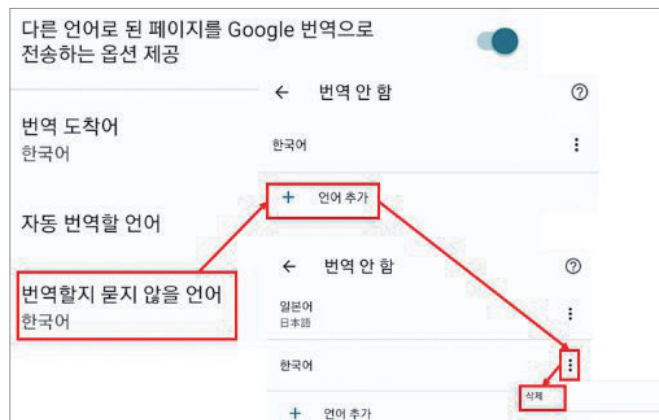 다른 언어로 된 페이지를 Google 번역으로
전송하는 옵션 제공
번역 도착어
한국어
자동 번역할 언어
번역할지 묻지 않을 언어
한국어
번역 안 함
한국어
+ 언어 추가
번역 안 함
일본어
日本語
한국어
삭제
+ 언어 추가